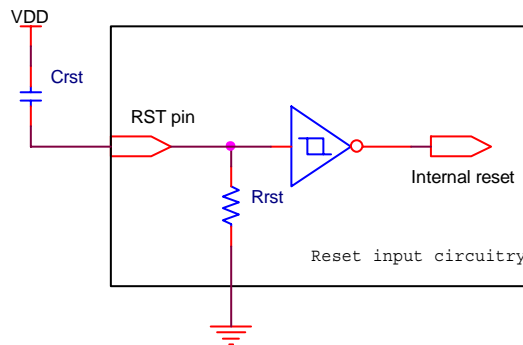 VDD
Crst
RST pin
Rrst
Internal reset
Reset input circuitry